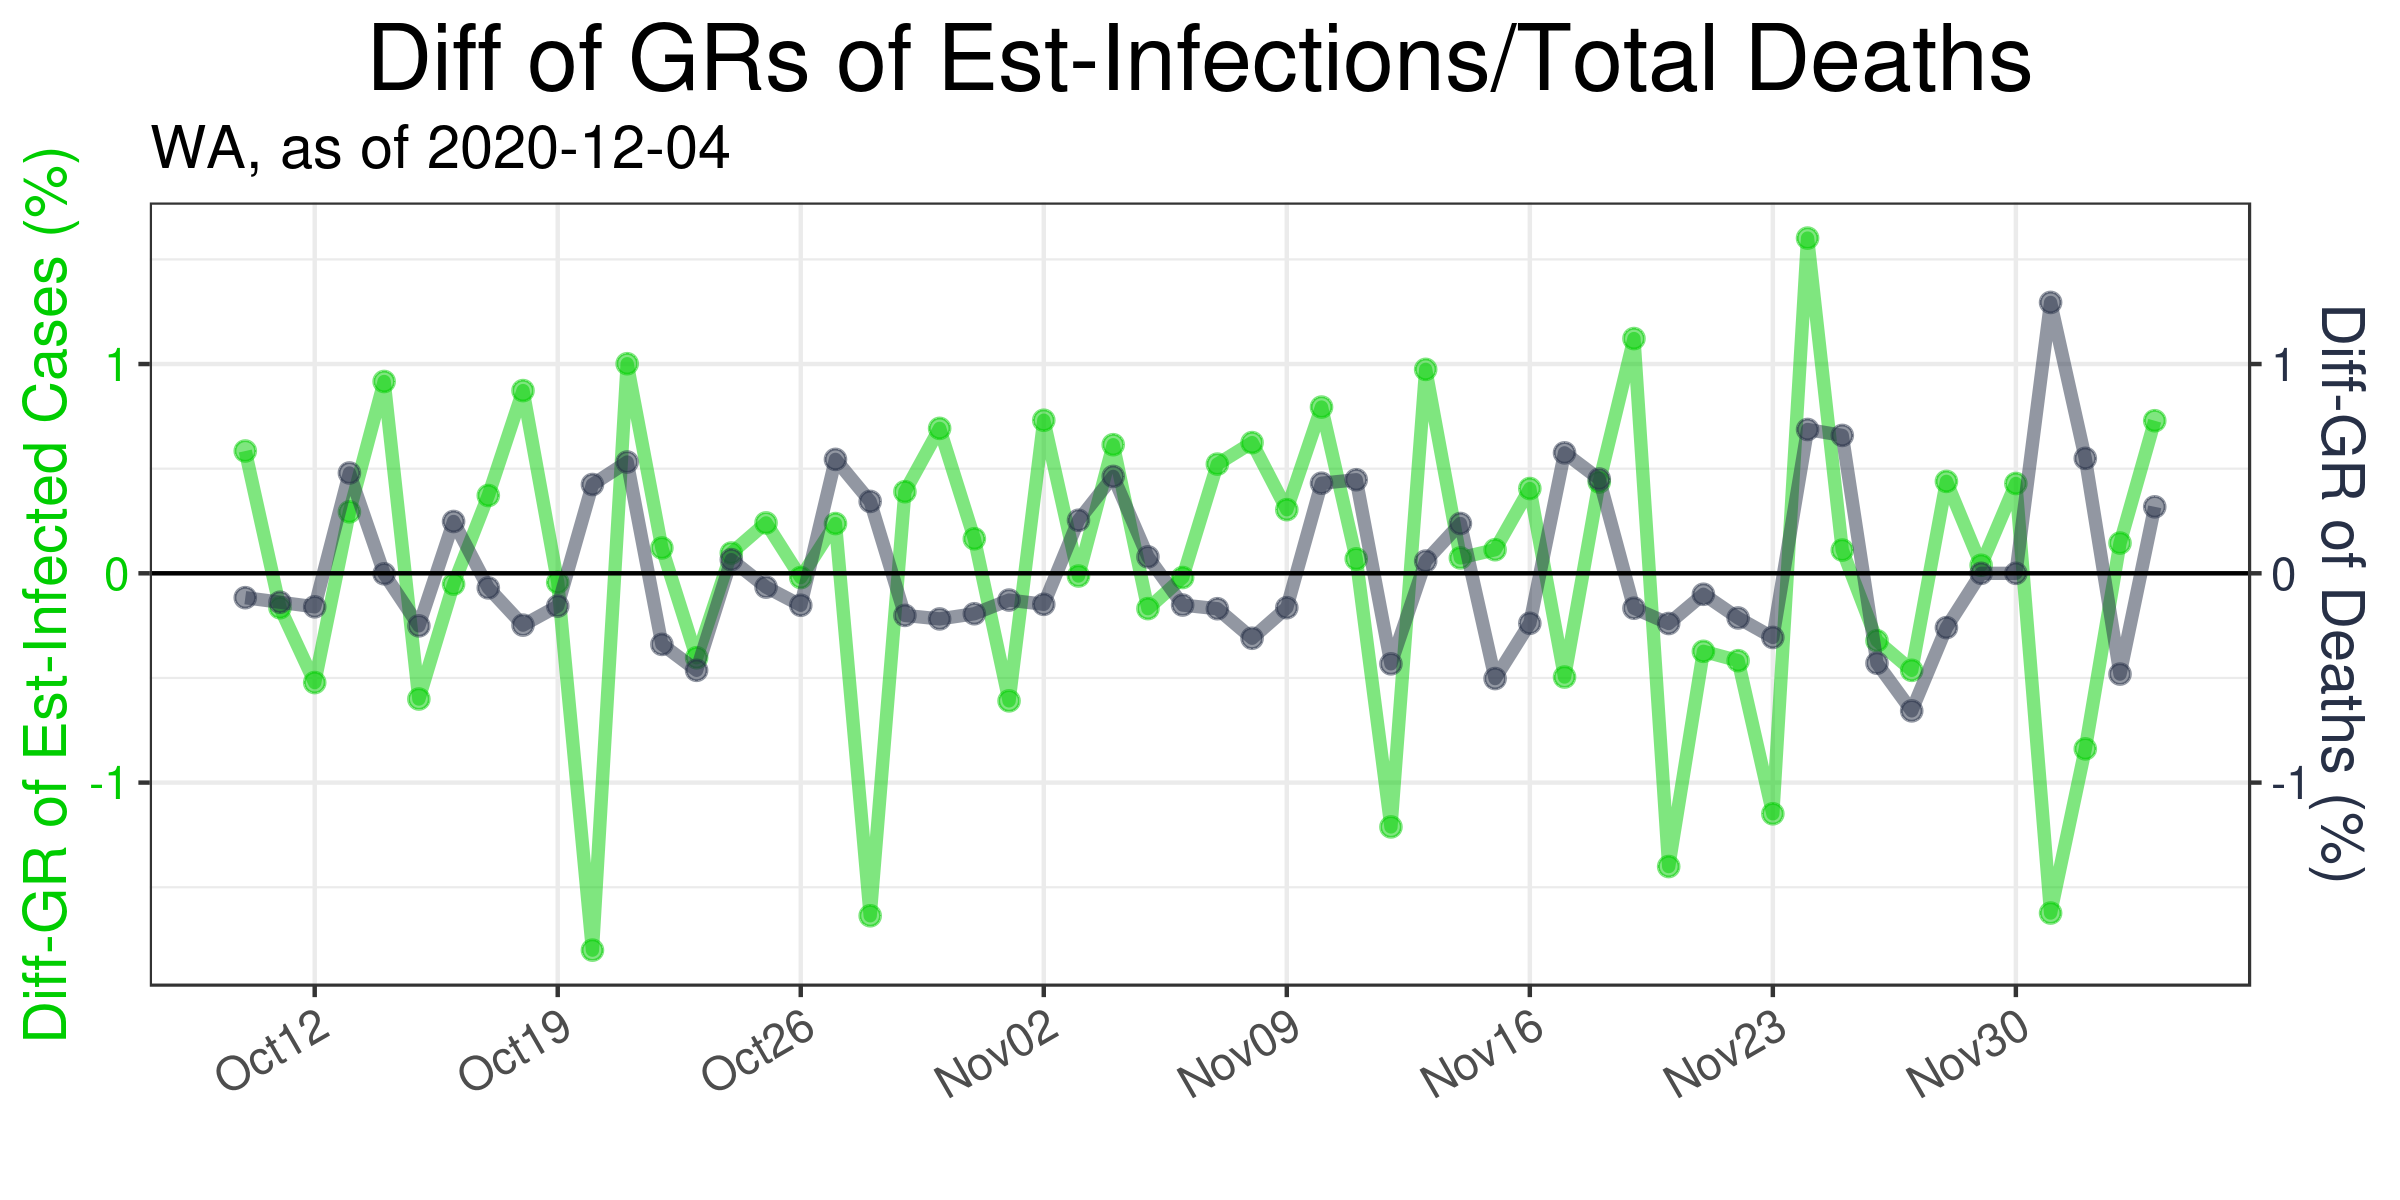 Diff of GRs of Est-Infections/Total Deaths
WA, as of 2020-12-04
Diff-GR of Est-Infected Cases (%)
1
0
-1
1
0
-1
Diff-GR of Deaths (%)
Oct12
Oct19
Oct26
Nov02
Nov09
Nov16
Nov23
Nov30